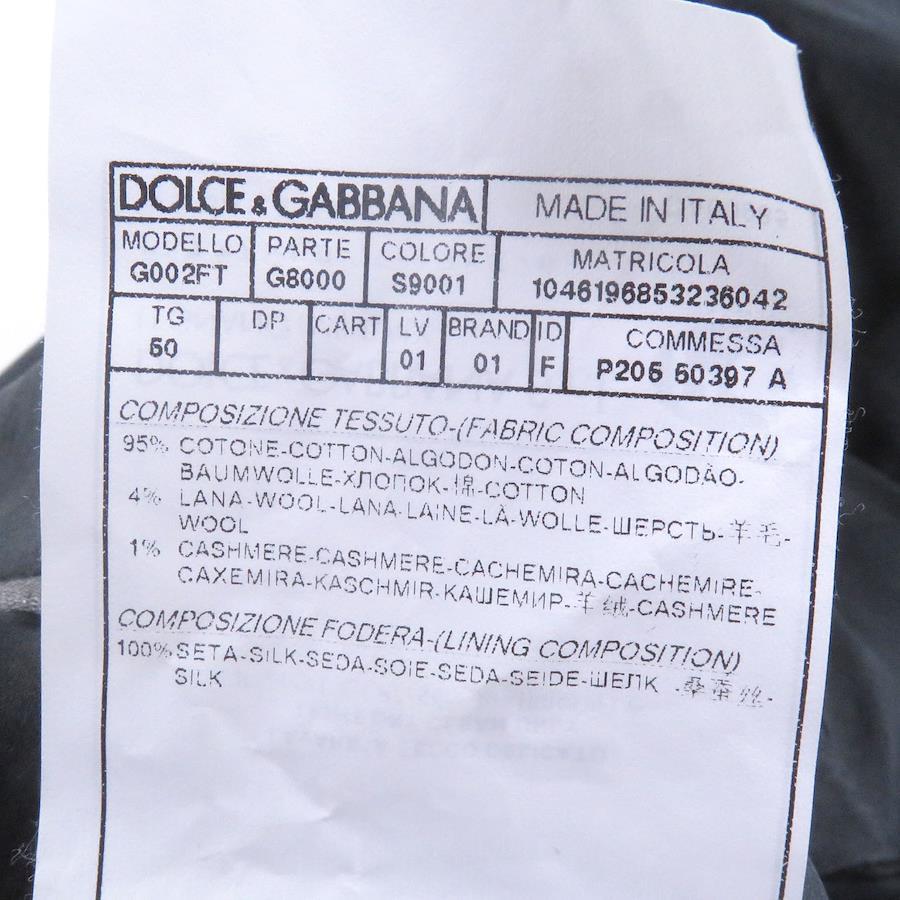 DOLCE & GABBANA MADE IN ITALY
MODELLO PARTE COLORE MATRICOLA
G002FT G8000 S9001 1046196853236042
TG DP CART LV BRAND ID COMMESSA
50 01 01 F P205 50397 A
COMPOSIZIONE TESSUTO-(FABRIC COMPOSITION)
95% COTONE-COTTON-ALGODON-COTON-ALGODÃO-
BAUMWOLLE-ХЛОПОК-棉-COTTON
4% LANA-WOOL-LANA-LAINE-LÀ-WOLLE-ШЕРСТЬ-羊毛-
WOOL
1% CASHMERE-CASHMERE-CACHEMIRA-CACHEMIRE-
CAXEMIRA-KASCHMIR-КАШЕМИР-羊绒-CASHMERE
COMPOSIZIONE FODERA-(LINING COMPOSITION)
100% SETA-SILK-SEDA-SOIE-SEDA-SEIDE-ШЕЛК -桑蚕丝-
SILK